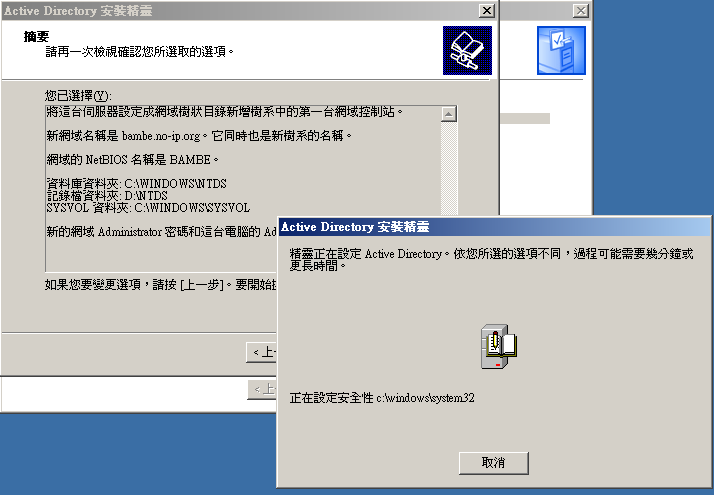 Active Directory 安裝精靈
摘要
請再一次檢視確認您所選取的選項。
您已選擇(Y):
將這台伺服器設定成網域樹狀目錄新增樹系中的第一台網域控制站。
新網域名稱是 bambe.no-ip.org。它同時也是新樹系的名稱。
網域的 NetBIOS 名稱是 BAMBE。
資料庫資料夾: C:\WINDOWS\NTDS
記錄檔資料夾: D:\NTDS
SYSVOL 資料夾: C:\WINDOWS\SYSVOL
新的網域 Administrator 密碼和這台電腦的
如果您要變更選項，請按 [上一步]。要開始
< 上一
< 上一
Active Directory 安裝精靈
精靈正在設定 Active Directory。依您所選的選項不同，過程可能需要幾分鐘或
更長時間。
正在設定安全性 c:\windows\system32
取消